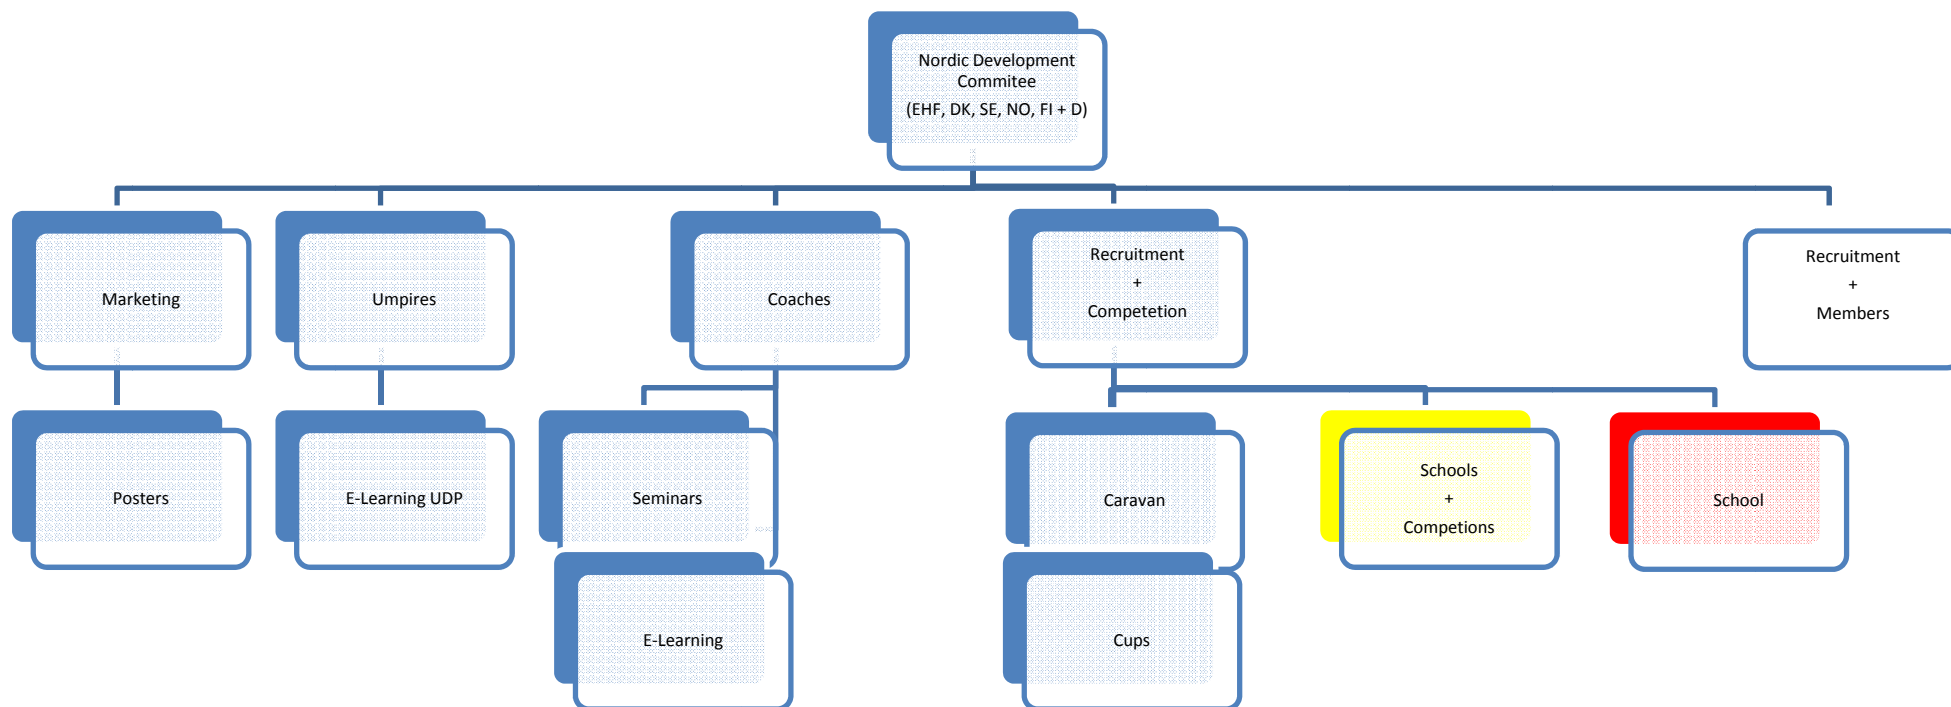 Nordic Development
Commitee
(EHF, DK, SE, NO, FI + D)
Marketing
Umpires
Coaches
Recruitment
+
Competetion
Recruitment
+
Members
Posters
E-Learning UDP
Seminars
E-Learning
Caravan
Cups
Schools
+
Competions
School